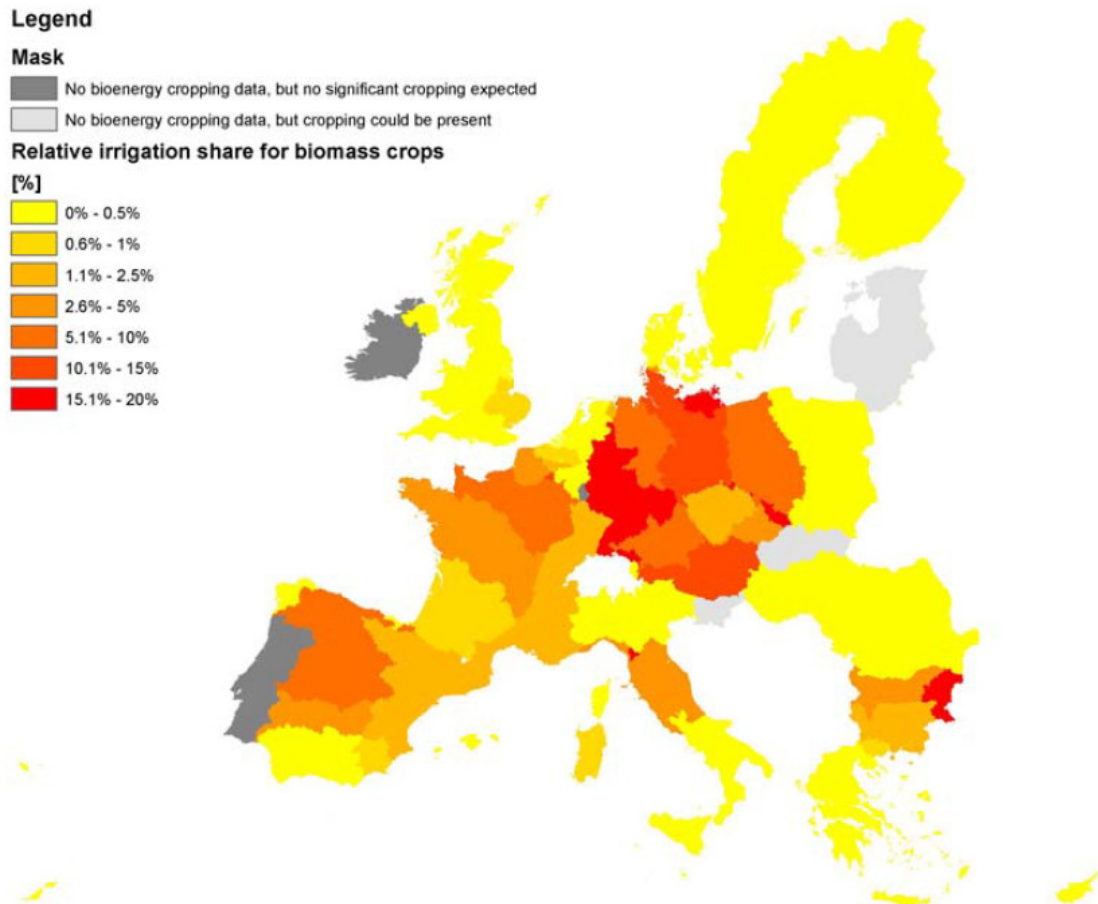 Legend
Mask
No bioenergy cropping data, but no significant cropping expected
No bioenergy cropping data, but cropping could be present
Relative irrigation share for biomass crops
[%]
0% - 0.5%
0.6% - 1%
1.1% - 2.5%
2.6% - 5%
5.1% - 10%
10.1% - 15%
15.1% - 20%